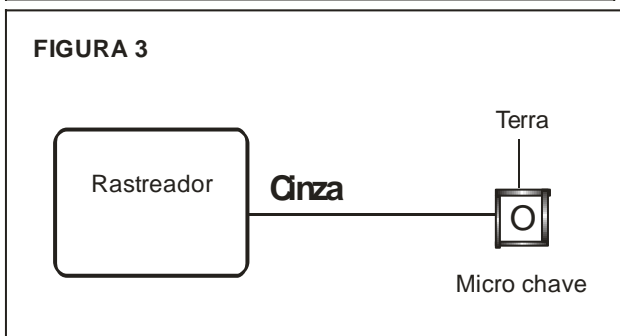 FIGURA 3
Terra
Rastreador
Cinza
O
Micro chave